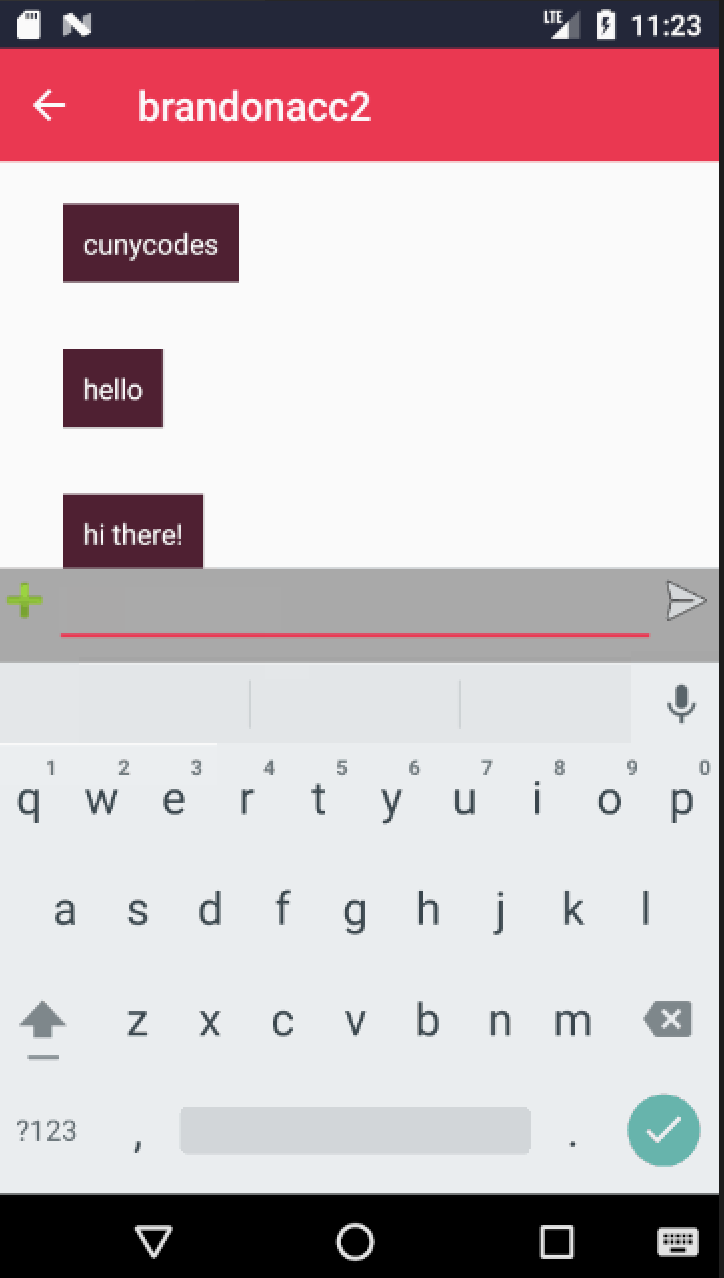 LTE 11:23
brandonacc2
cunycodes
hello
hi there!
1 2 3 4 5 6 7 8 9 0
q w e r t y u i o p
a s d f g h j k l
z x c v b n m
?123 , .